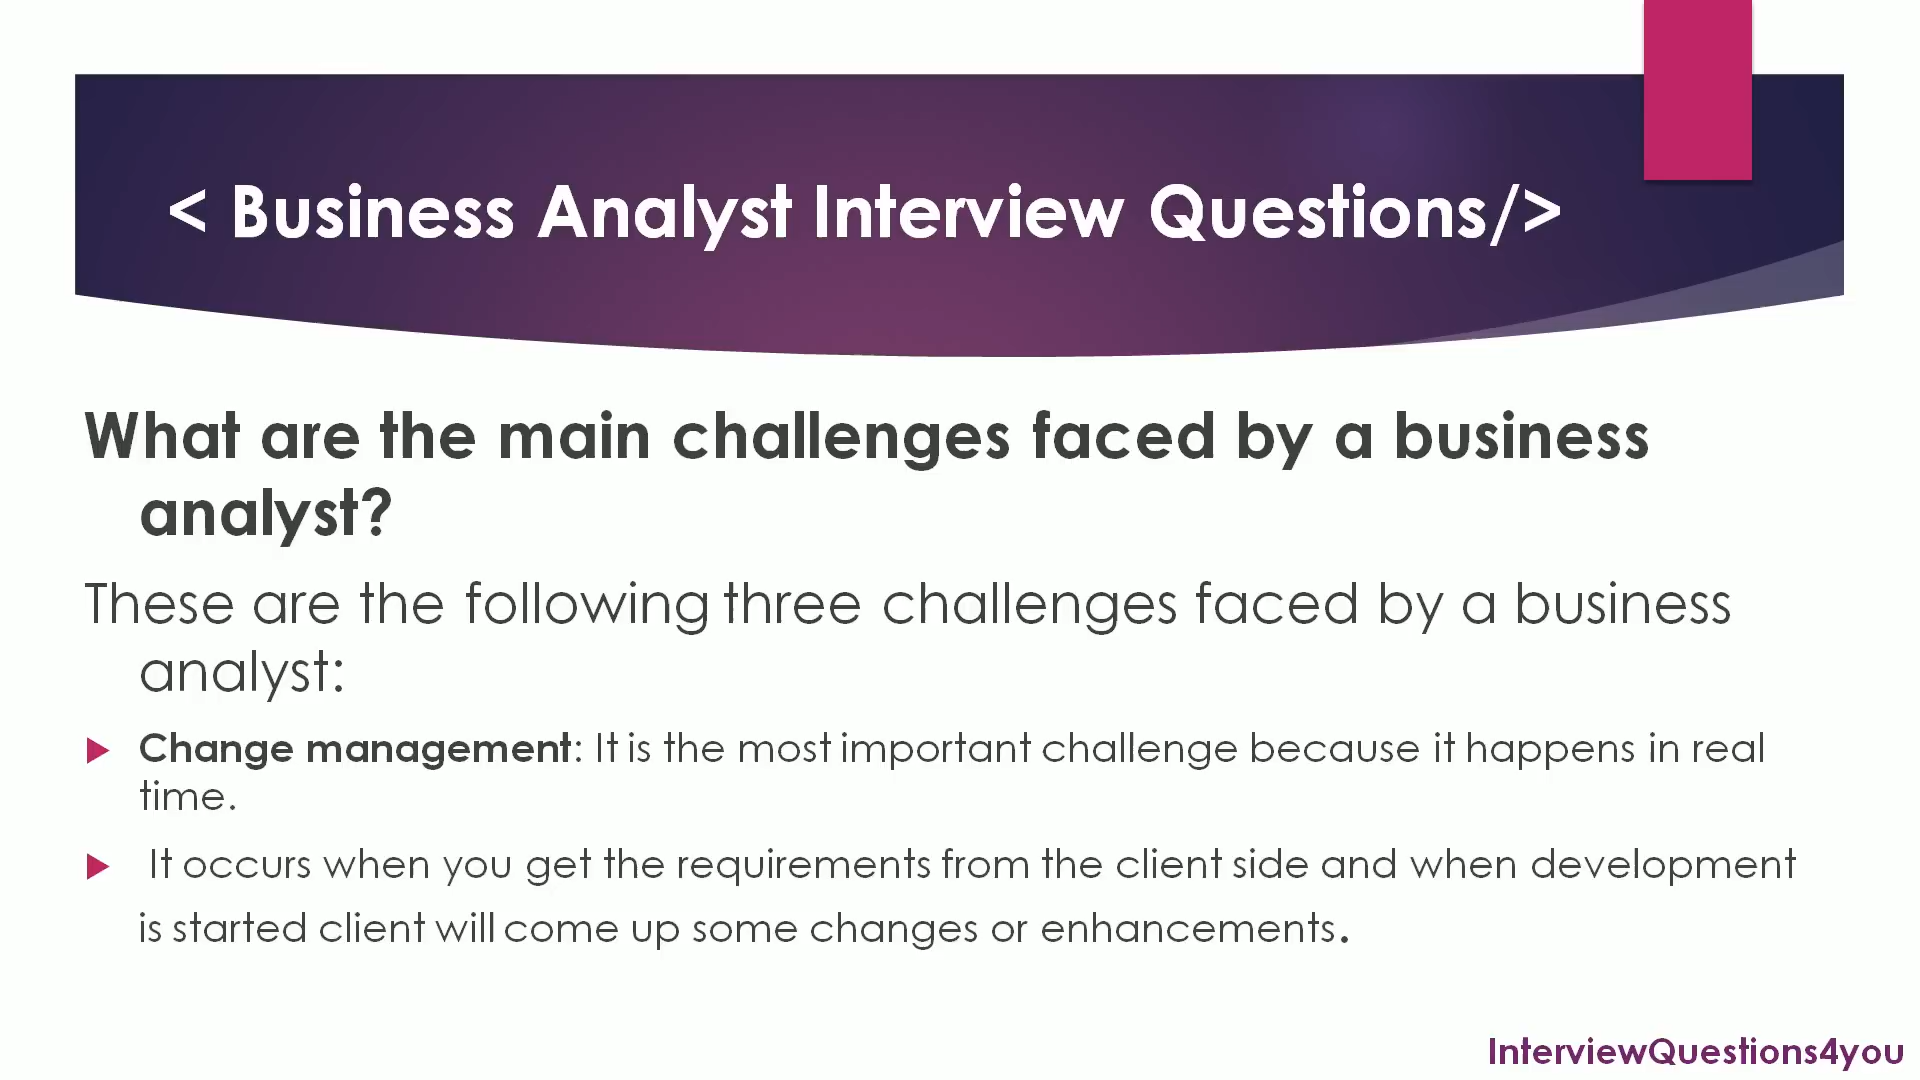 < Business Analyst Interview Questions/>
What are the main challenges faced by a business
analyst?
These are the following three challenges faced by a business
analyst:
Change management: It is the most important challenge because it happens in real
time.
It occurs when you get the requirements from the client side and when development
is started client will come up some changes or enhancements.
InterviewQuestions4you